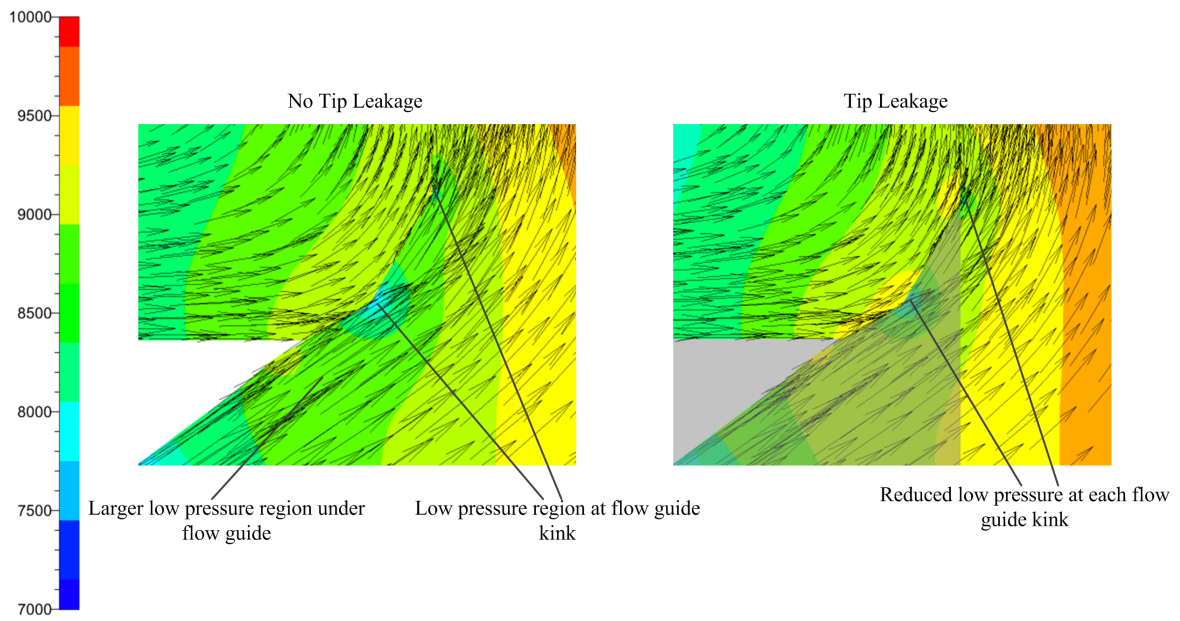 10000
9500
9000
8500
8000
7500
7000
No Tip Leakage
Tip Leakage
Larger low pressure region under
flow guide
Low pressure region at flow guide
kink
Reduced low pressure at each flow
guide kink